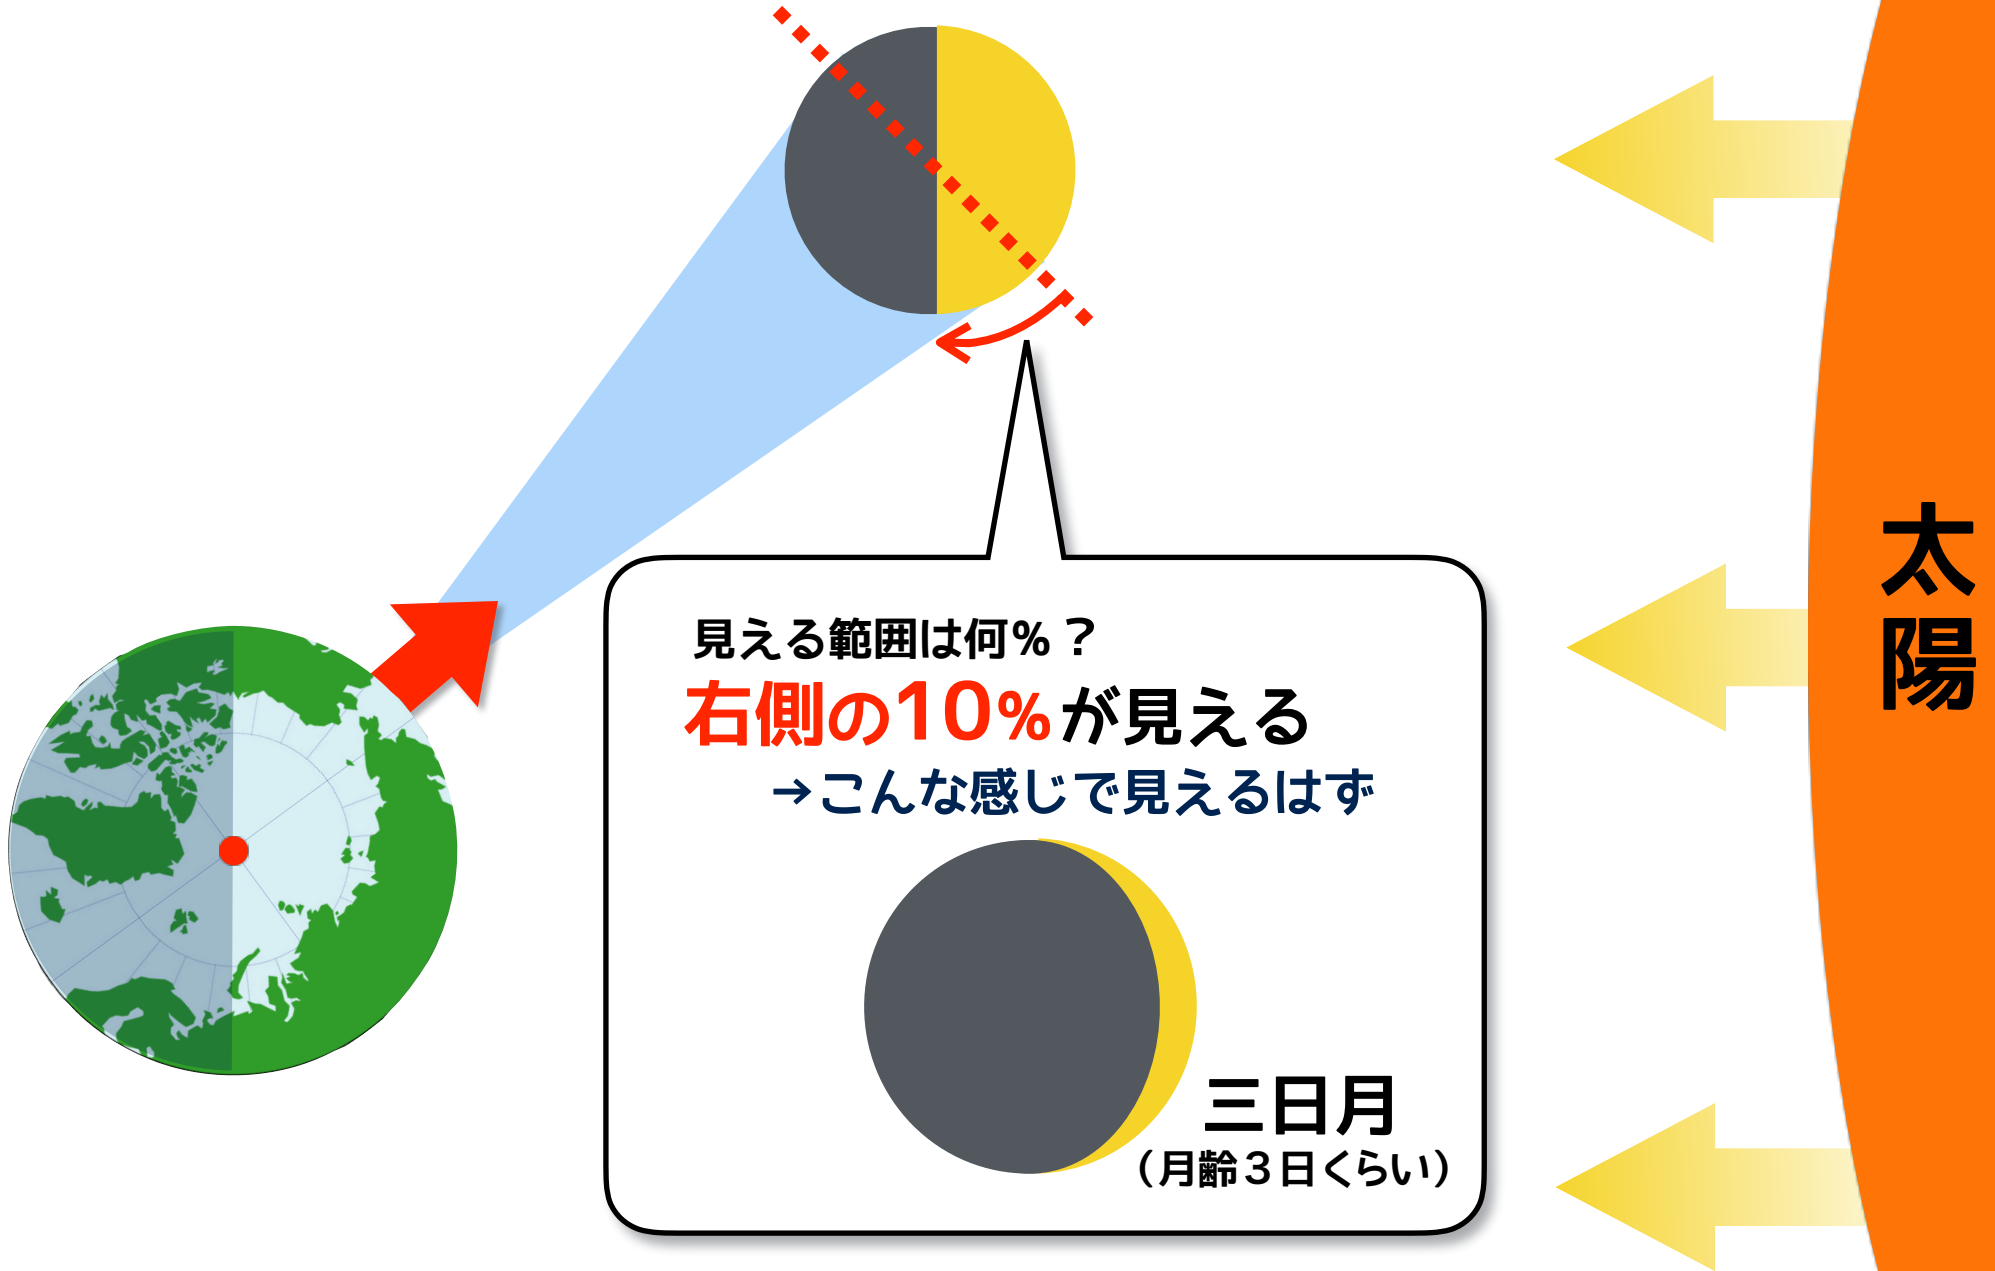 見える範囲は何%？
右側の10%が見える
→こんな感じで見えるはず
三日月
（月齢３日くらい）
太陽